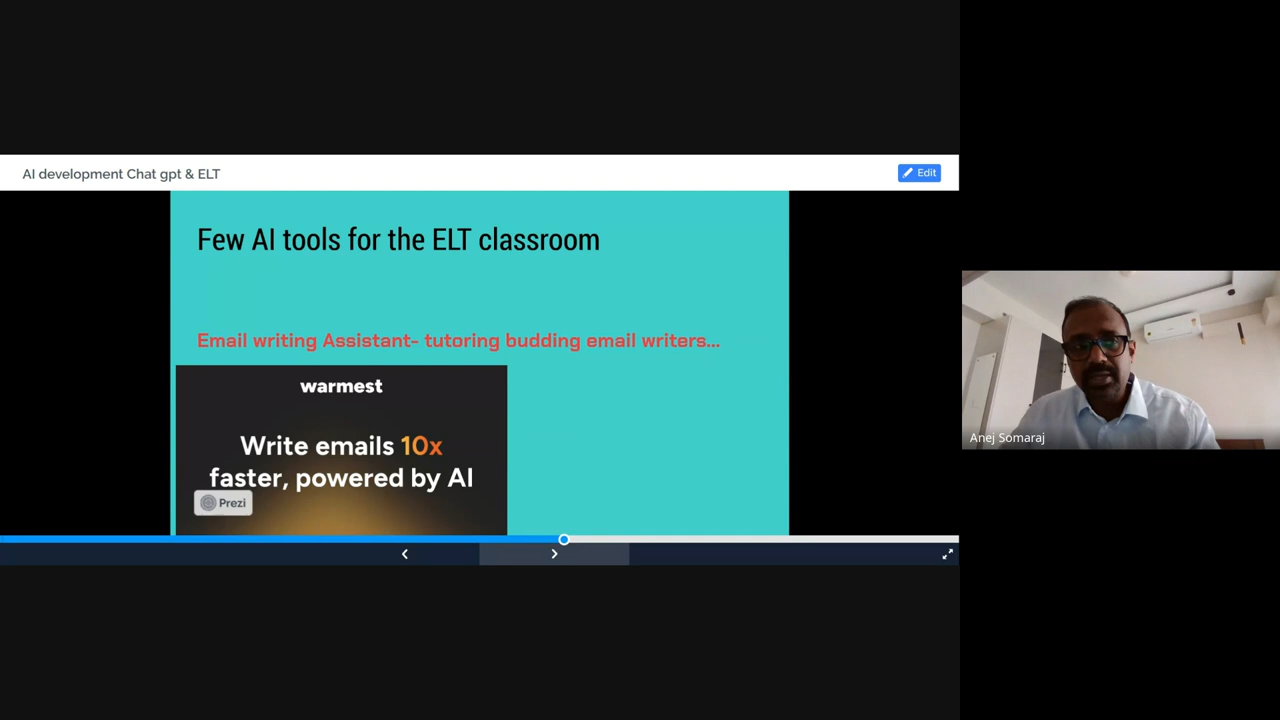 AI development Chat gpt & ELT
Edit
Few AI tools for the ELT classroom
Email writing Assistant- tutoring budding email writers...
warmest
Write emails 10x
faster, powered by AI
Prezi
Anej Somaraj